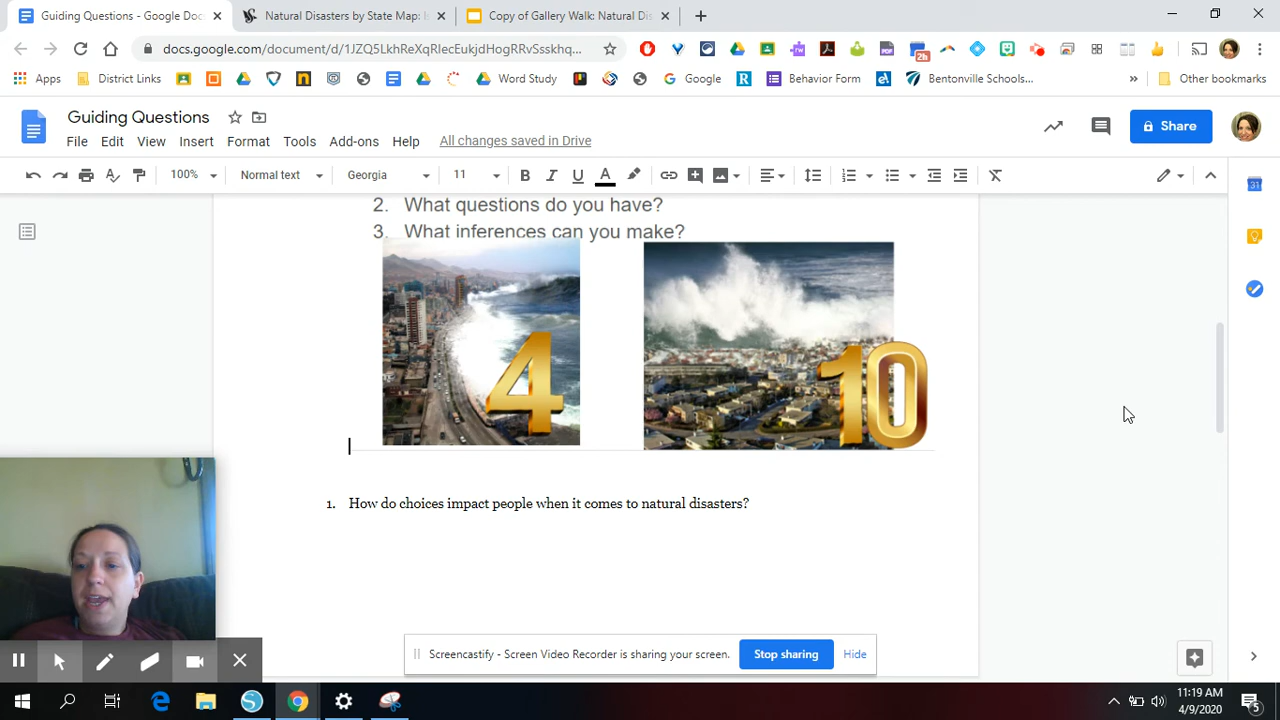 Guiding Questions - Google Doc
Natural Disasters by State Map: I
Copy of Gallery Walk: Natural Dis
docs.google.com/document/d/1JZQ5LkhReXqRIecEukjdHogRRvSsskhq...
2h
Apps
District Links
Word Study
Google
Behavior Form
Bentonville Schools...
»
Other bookmarks
Guiding Questions
File Edit View Insert Format Tools Add-ons Help
All changes saved in Drive
Share
100%
Normal text
Georgia
11
B I U A
31
2. What questions do you have?
3. What inferences can you make?
4
10
1. How do choices impact people when it comes to natural disasters?
Screencastify - Screen Video Recorder is sharing your screen.
Stop sharing
Hide
11:19 AM
4/9/2020
5